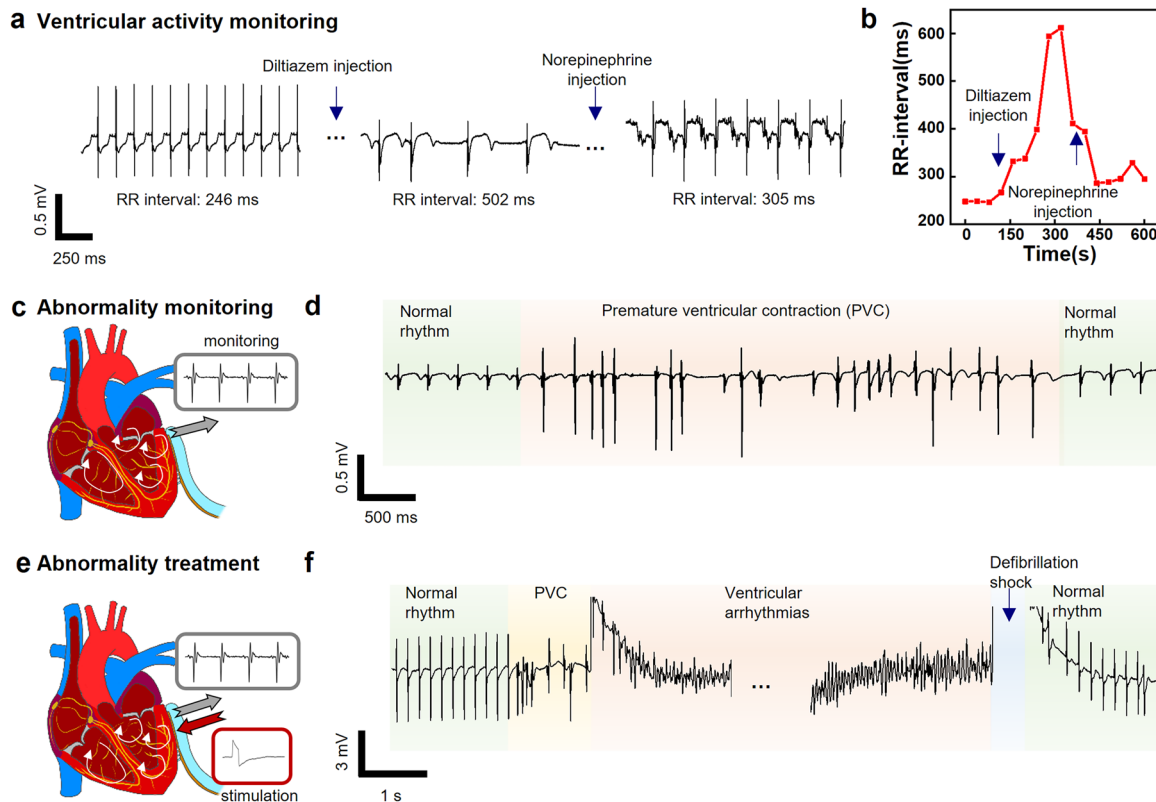 a Ventricular activity monitoring
Diltiazem injection
Norepinephrine
injection
...
...
0.5 mV
250 ms
RR interval: 246 ms
RR interval: 502 ms
RR interval: 305 ms
b
RR-interval(ms)
600
500
400
300
200
Diltiazem
injection
Norepinephrine
injection
0 150 300 450 600
Time(s)
c Abnormality monitoring
monitoring
d
Normal
rhythm
Premature ventricular contraction (PVC)
Normal
rhythm
0.5 mV
500 ms
e Abnormality treatment
stimulation
f
Normal
rhythm
PVC
Ventricular
arrhythmias
Defibrillation
shock
Normal
rhythm
...
3 mV
1 s